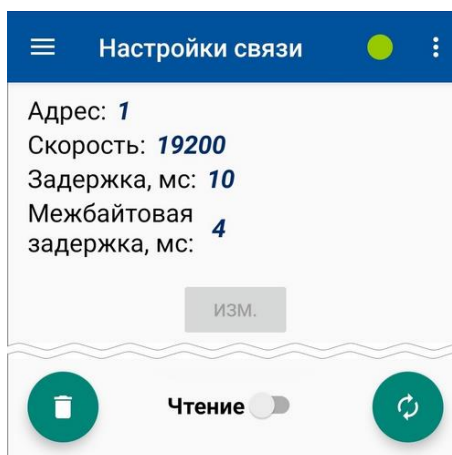 Настройки связи
Адрес: 1
Скорость: 19200
Задержка, мс: 10
Межбайтовая
задержка, мс: 4
изм.
Чтение